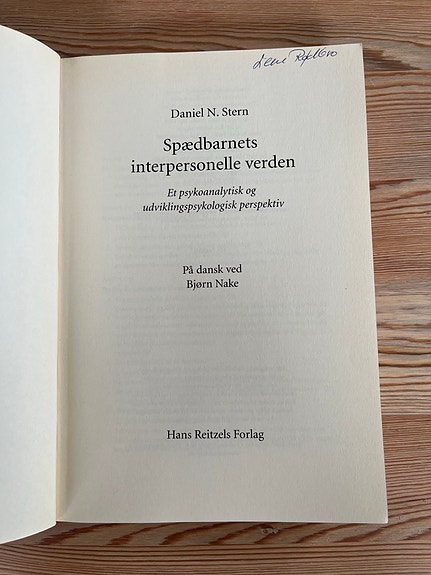 Daniel N. Stern
Spædbarnets
interpersonelle verden
Et psykoanalytisk og
udviklingspsykologisk perspektiv
På dansk ved
Bjørn Nake
Hans Reitzels Forlag